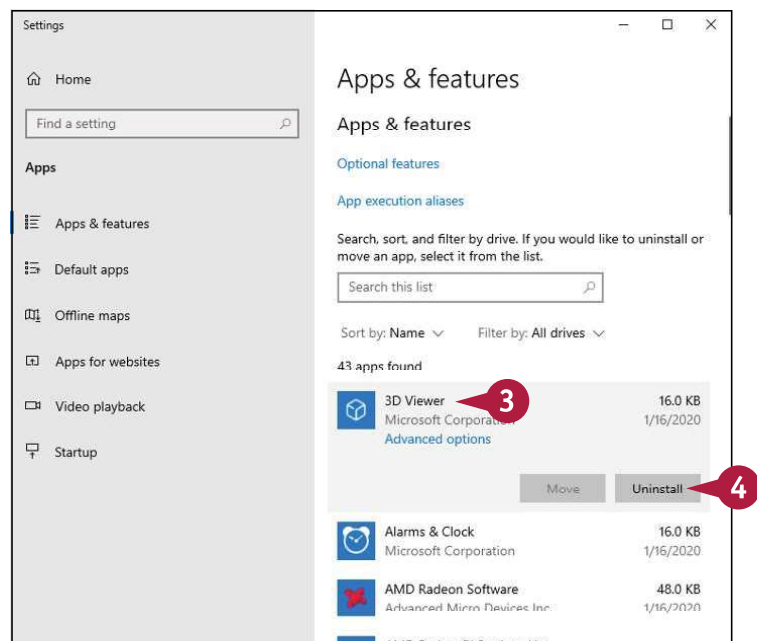 Settings
Home
Find a setting
Apps
Apps & features
Default apps
Offline maps
Apps for websites
Video playback
Startup
Apps & features
Apps & features
Optional features
App execution aliases
Search, sort, and filter by drive. If you would like to uninstall or
move an app, select it from the list.
Search this list
Sort by: Name Filter by: All drives
43 apps found
3D Viewer 3 16.0 KB
Microsoft 1/16/2020
Advanced options
Move Uninstall 4
Alarms & Clock 16.0 KB
Microsoft Corporation 1/16/2020
AMD Radeon Software 48.0 KB
Advanced Micro Devices Inc. 1/16/2020